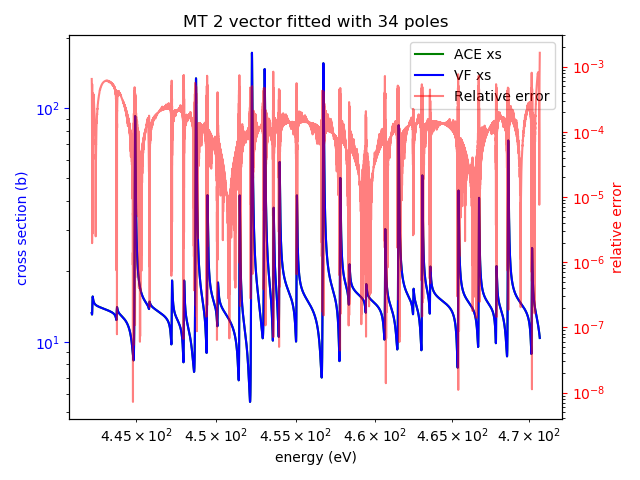 MT 2 vector fitted with 34 poles
ACE xs
VF xs
Relative error
10²
10¹
cross section (b)
10⁻³
10⁻⁴
10⁻⁵
10⁻⁶
10⁻⁷
10⁻⁸
relative error
4.45 × 10² 4.5 × 10² 4.55 × 10² 4.6 × 10² 4.65 × 10² 4.7 × 10²
energy (eV)